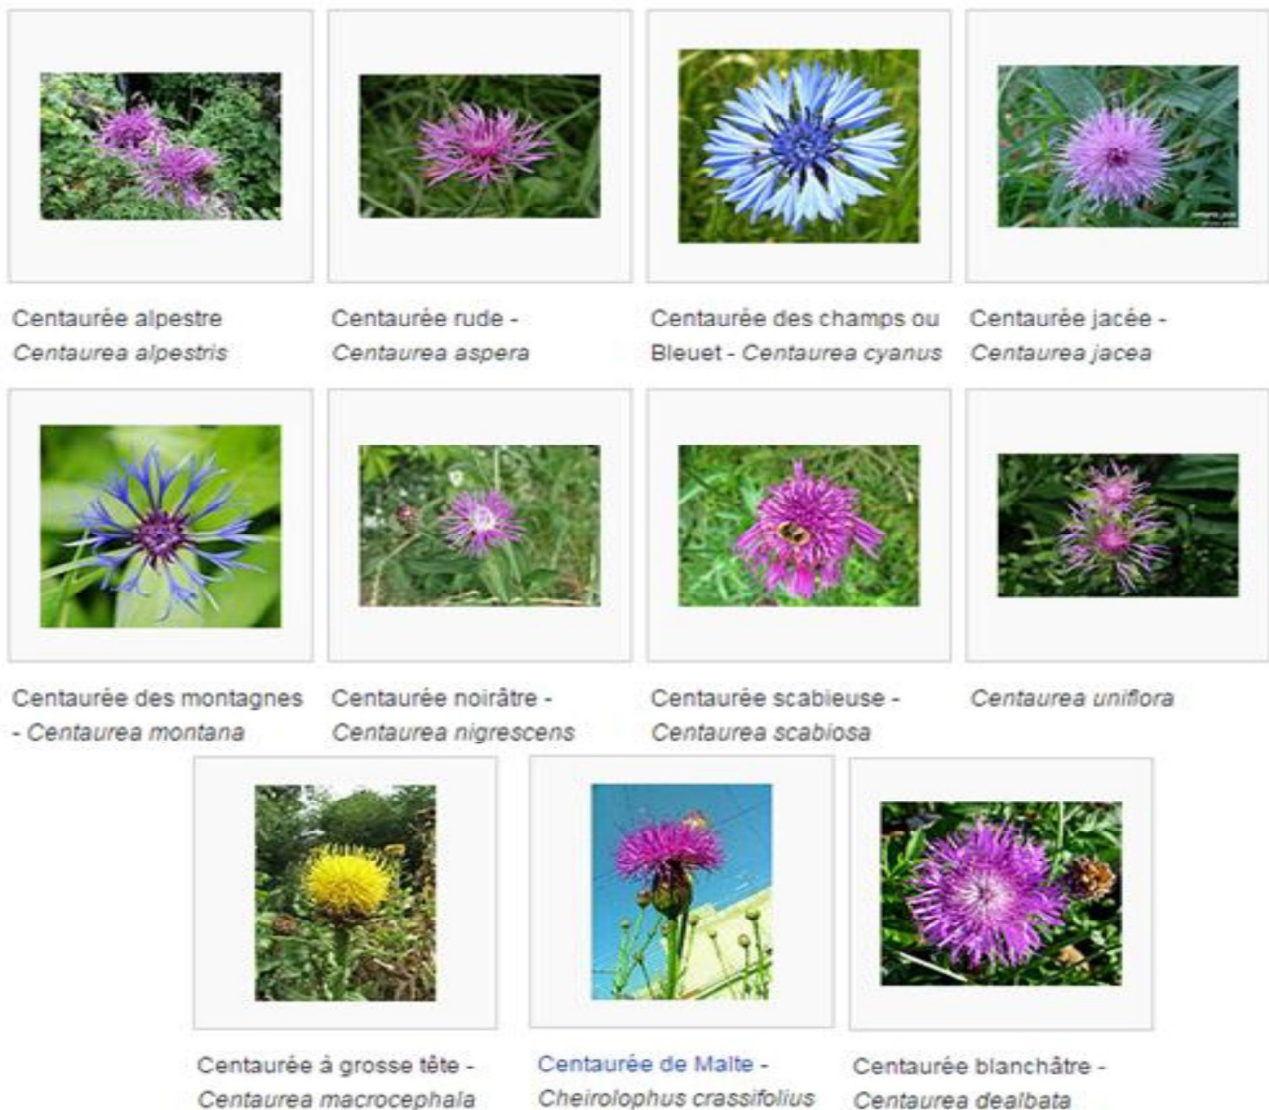 Centaurée alpestre
Centaurea alpestris
Centaurée rude -
Centaurea aspera
Centaurée des champs ou
Bleuet - Centaurea cyanus
Centaurée jacée -
Centaurea jacea
Centaurée des montagnes
- Centaurea montana
Centaurée noirâtre -
Centaurea nigrescens
Centaurée scabieuse -
Centaurea scabiosa
Centaurea uniflora
Centaurée à grosse tête -
Centaurea macrocephala
Centaurée de Malte -
Cheirolophus crassifolius
Centaurée blanchâtre -
Centaurea dealbata